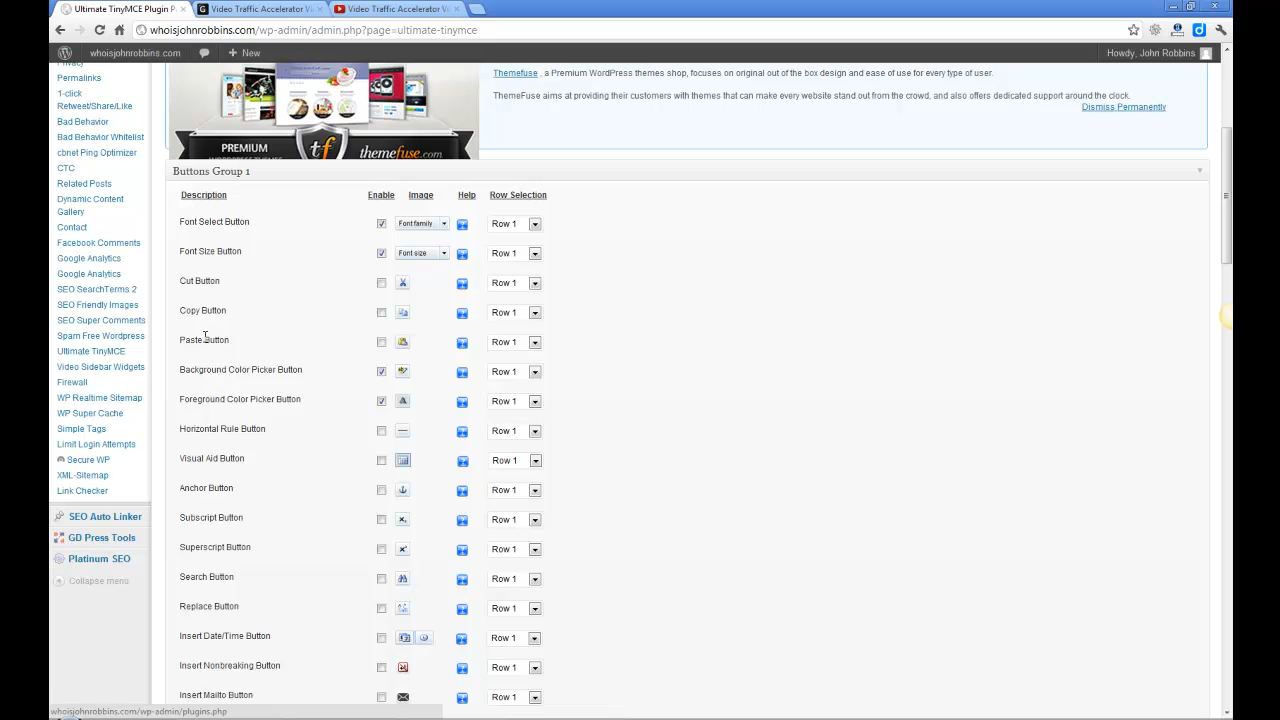 Ultimate TinyMCE Plugin P
Video Traffic Accelerator Vi
Video Traffic Accelerator V
whoisjohnrobbins.com/wp-admin/admin.php?page=ultimate-tinymce
whoisjohnrobbins.com
+ New
Howdy, John Robbins
Privacy
Permalinks
1-click
Retweet/Share/Like
Bad Behavior
Bad Behavior Whitelist
cbnet Ping Optimizer
CTC
Related Posts
Dynamic Content
Gallery
Contact
Facebook Comments
Google Analytics
Google Analytics
SEO SearchTerms 2
SEO Friendly Images
SEO Super Comments
Spam Free Wordpress
Ultimate TinyMCE
Video Sidebar Widgets
Firewall
WP Realtime Sitemap
WP Super Cache
Simple Tags
Limit Login Attempts
Secure WP
XML-Sitemap
Link Checker
SEO Auto Linker
GD Press Tools
Platinum SEO
Collapse menu
PREMIUM
tf
themefuse.com
Themefuse , a Premium WordPress themes shop, focuses on original out of the box design and ease of use for every type of user.
ThemeFuse aims at providing their customers with themes that can make every website stand out from the crowd, and also offers dedicated support around the clock.
Dismiss Permanently
Buttons Group 1
Description Enable Image Help Row Selection
Font Select Button Font family Row 1
Font Size Button Font size Row 1
Cut Button Row 1
Copy Button Row 1
Paste Button Row 1
Background Color Picker Button Row 1
Foreground Color Picker Button Row 1
Horizontal Rule Button Row 1
Visual Aid Button Row 1
Anchor Button Row 1
Subscript Button Row 1
Superscript Button Row 1
Search Button Row 1
Replace Button Row 1
Insert Date/Time Button Row 1
Insert Nonbreaking Button Row 1
Insert Mailto Button Row 1
whoisjohnrobbins.com/wp-admin/plugins.php